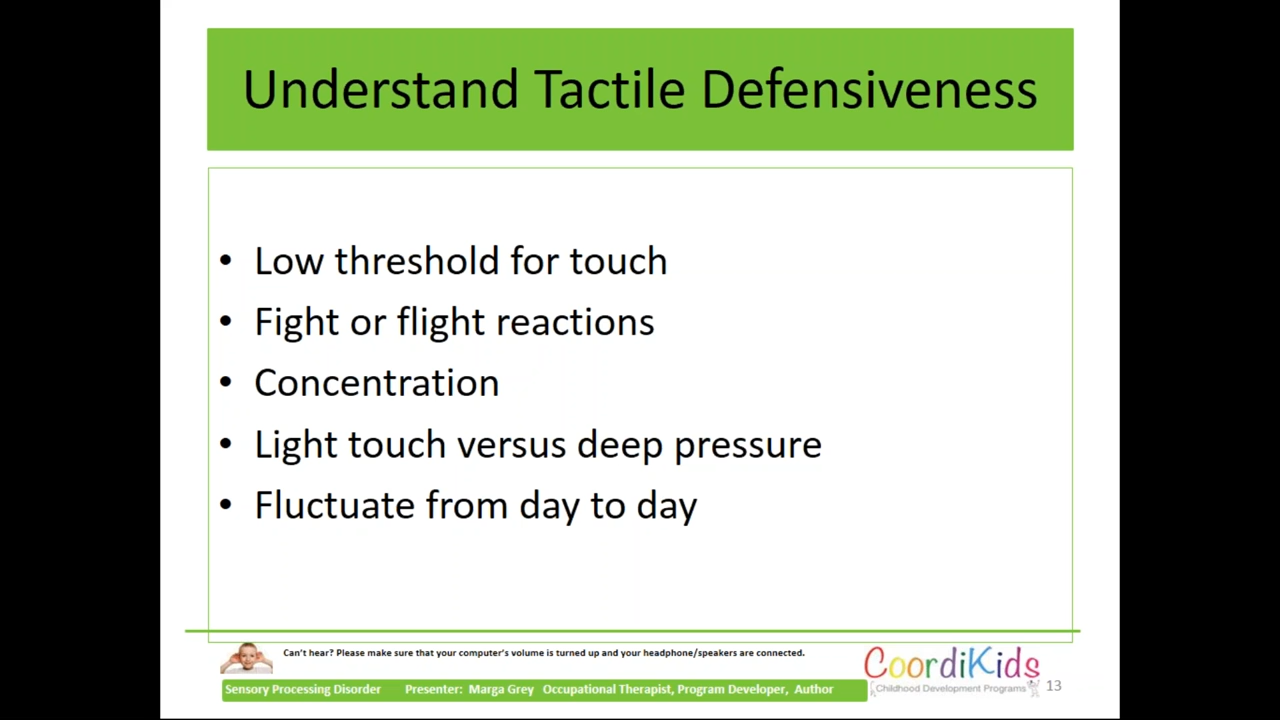 Understand Tactile Defensiveness
• Low threshold for touch
• Fight or flight reactions
• Concentration
• Light touch versus deep pressure
• Fluctuate from day to day
Can't hear? Please make sure that your computer's volume is turned up and your headphone/speakers are connected.
Sensory Processing Disorder Presenter: Marga Grey Occupational Therapist, Program Developer, Author
CoordiKids
Childhood Development Programs
13